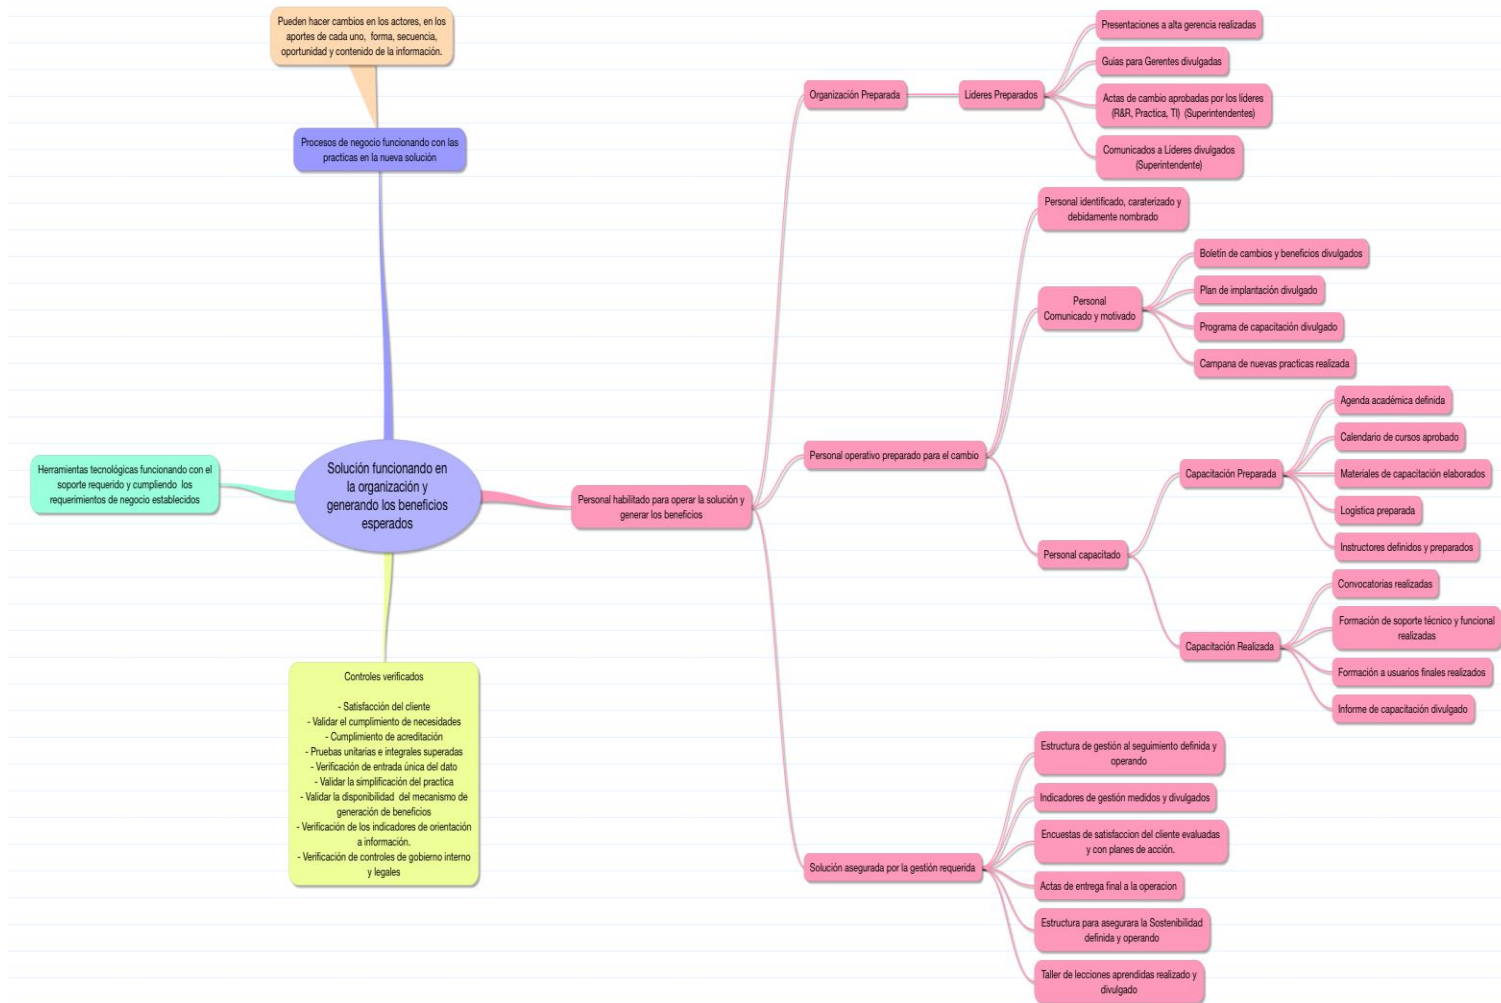 Pueden hacer cambios en los actores, en los
aportes de cada uno, forma, secuencia,
oportunidad y contenido de la información.
Procesos de negocio funcionando con las
practicas en la nueva solución
Herramientas tecnológicas funcionando con el
soporte requerido y cumpliendo los
requerimientos de negocio establecidos
Solución funcionando en
la organización y
generando los beneficios
esperados
Controles verificados
- Satisfacción del cliente
- Validar el cumplimiento de necesidades
- Cumplimiento de acreditación
- Pruebas unitarias e integrales superadas
- Verificación de entrada única del dato
- Validar la simplificación del practica
- Validar la disponibilidad del mecanismo de
generación de beneficios
- Verificación de los indicadores de orientación
a información.
- Verificación de controles de gobierno interno
y legales
Personal habilitado para operar la solución y
generar los beneficios
Organización Preparada
Lideres Preparados
Presentaciones a alta gerencia realizadas
Guias para Gerentes divulgadas
Actas de cambio aprobadas por los líderes
(R&R, Practica, TI) (Superintendentes)
Comunicados a Líderes divulgados
(Superintendente)
Personal operativo preparado para el cambio
Personal identificado, caraterizado y
debidamente nombrado
Personal
Comunicado y motivado
Boletín de cambios y beneficios divulgados
Plan de implantación divulgado
Programa de capacitación divulgado
Campana de nuevas practicas realizada
Personal capacitado
Capacitación Preparada
Agenda académica definida
Calendario de cursos aprobado
Materiales de capacitación elaborados
Logistica preparada
Instructores definidos y preparados
Capacitación Realizada
Convocatorias realizadas
Formación de soporte técnico y funcional
realizadas
Formación a usuarios finales realizados
Informe de capacitación divulgado
Solución asegurada por la gestión requerida
Estructura de gestión al seguimiento definida y
operando
Indicadores de gestión medidos y divulgados
Encuestas de satisfaccion del cliente evaluadas
y con planes de acción.
Actas de entrega final a la operacion
Estructura para asegurara la Sostenibilidad
definida y operando
Taller de lecciones aprendidas realizado y
divulgado